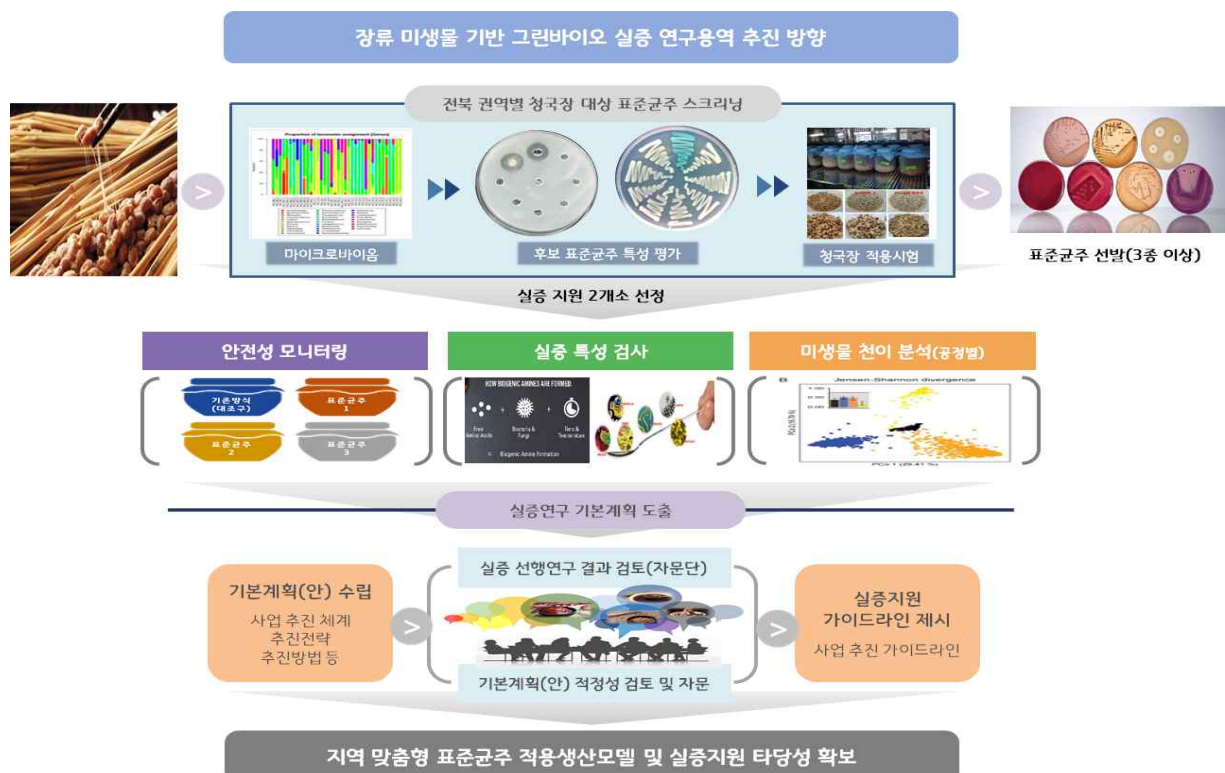 장류 미생물 기반 그린바이오 실증 연구용역 추진 방향
전북 권역별 청국장 대상 표준균주 스크리닝
마이크로바이옴
후보 표준균주 특성 평가
청국장 적용시험
표준균주 선발(3종 이상)
실증 지원 2개소 선정
안전성 모니터링
실증 특성 검사
미생물 천이 분석(공정별)
기존방식
(대조구)
표준균주
1
표준균주
2
표준균주
3
HOW BIOGENIC AMINES ARE FORMED
Free
Amino Acids
Bacteria &
Fungi
Time &
Temperature
Biogenic Amine Formation
B
Jensen-Shannon divergence
실증연구 기본계획 도출
기본계획(안) 수립
사업 추진 체계
추진전략
추진방법 등
실증 선행연구 결과 검토(자문단)
기본계획(안) 적정성 검토 및 자문
실증지원
가이드라인 제시
사업 추진 가이드라인
지역 맞춤형 표준균주 적용생산모델 및 실증지원 타당성 확보